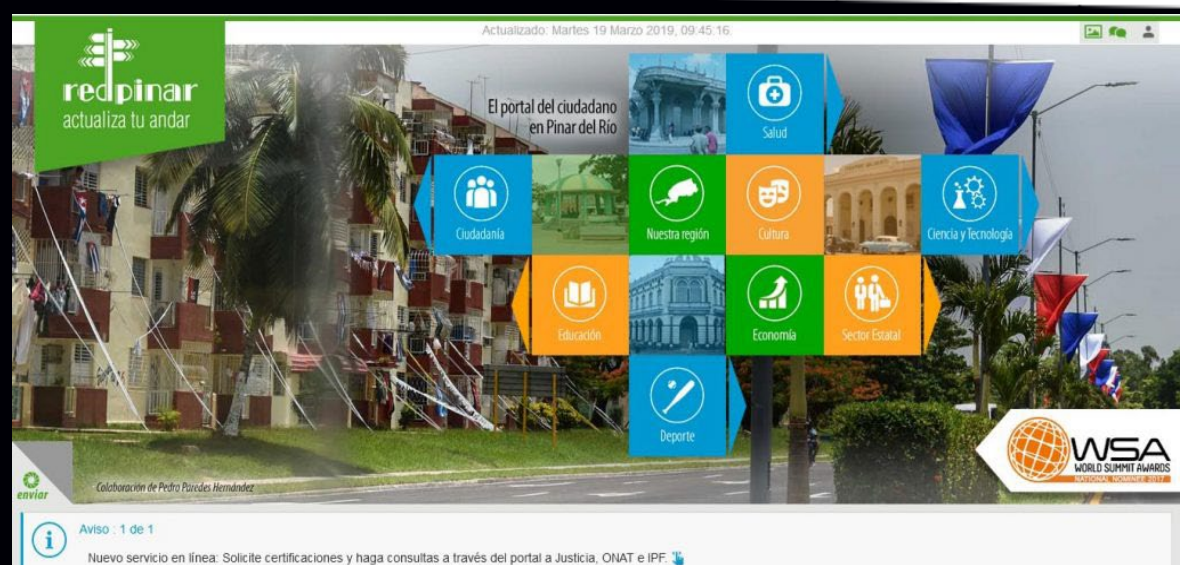 Actualizado: Martes 19 Marzo 2019, 09:45:16.
redpinar
actualiza tu andar
El portal del ciudadano
en Pinar del Río
Salud
Ciudadanía
Nuestra región
Cultura
Ciencia y Tecnología
Educación
Economía
Sector Estatal
Deporte
WSA
WORLD SUMMIT AWARDS
NATIONAL NOMINEE 2017
enviar
Colaboración de Pedro Paredes Hernández
Aviso : 1 de 1
Nuevo servicio en línea: Solicite certificaciones y haga consultas a través del portal a Justicia, ONAT e IPF.